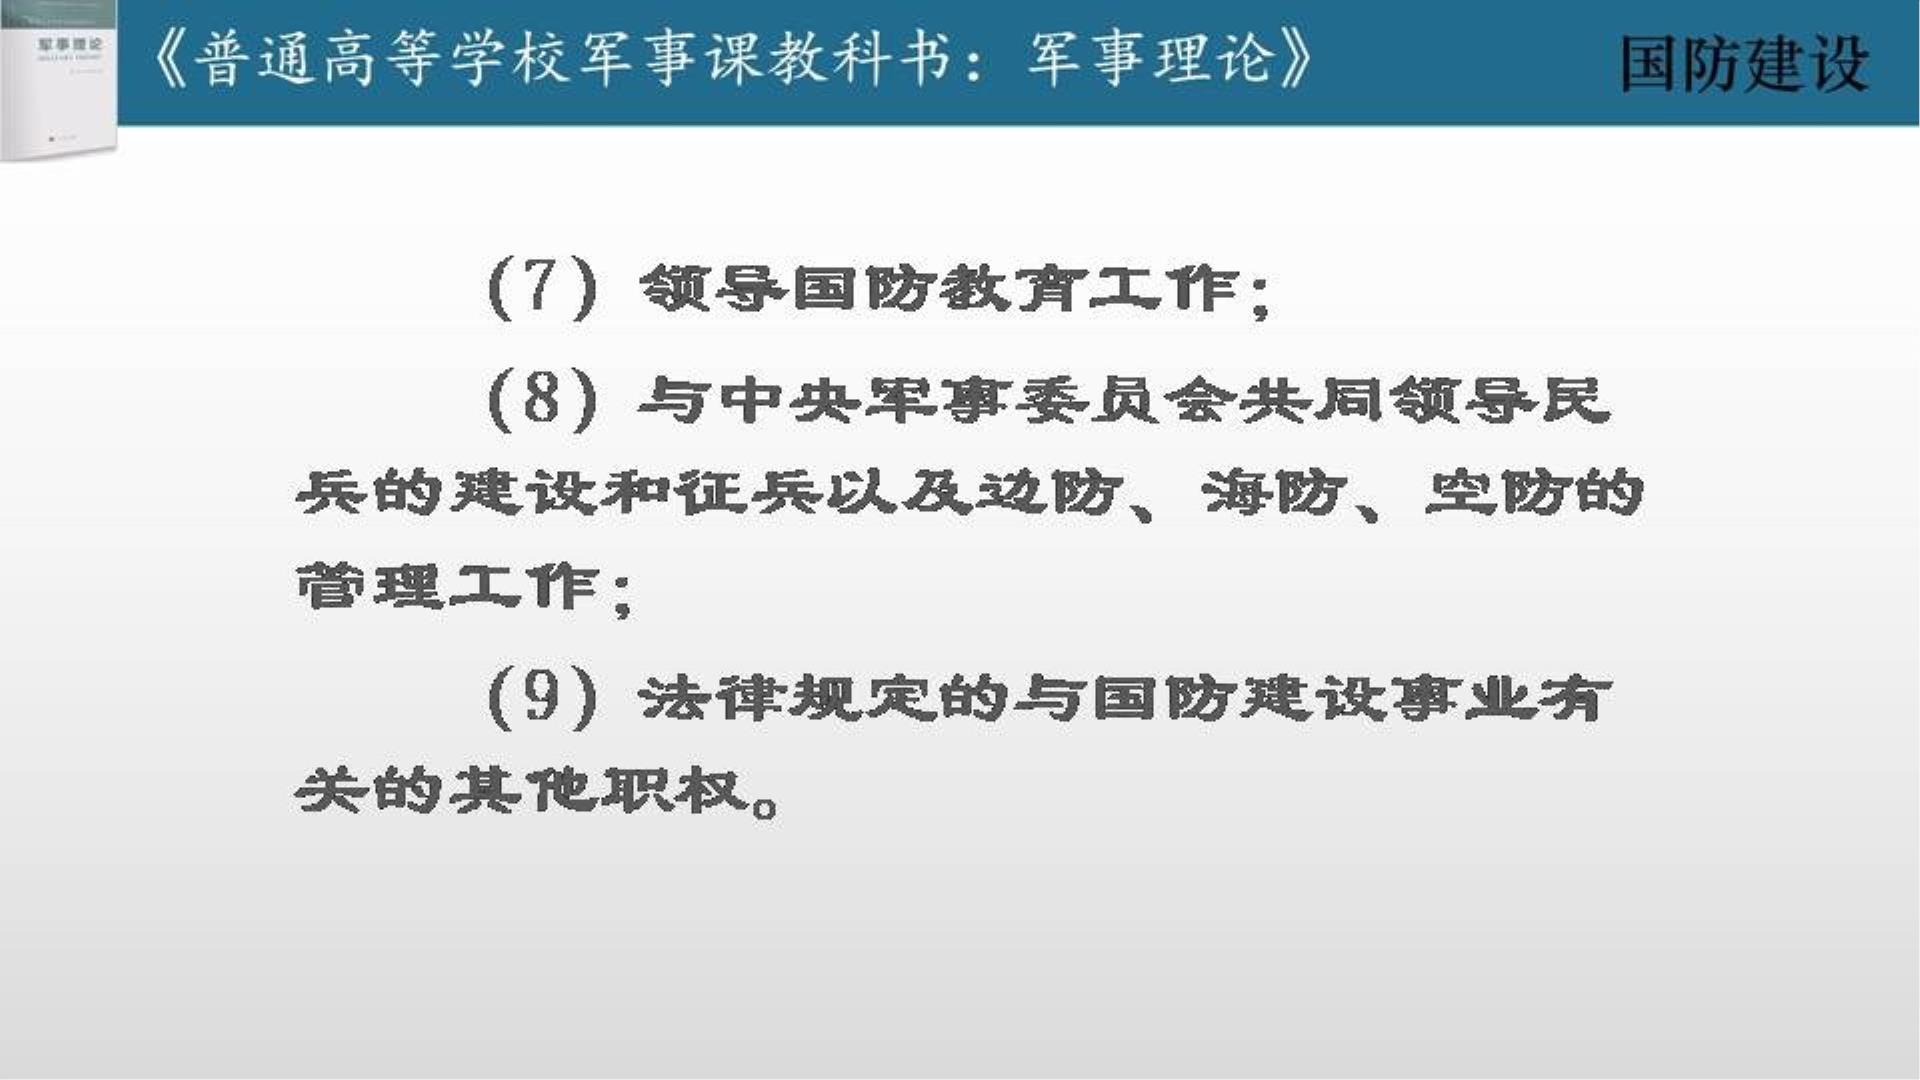 军事理论
《普通高等学校军事课教科书：军事理论》
国防建设
（7）领导国防教育工作；
（8）与中央军事委员会共同领导民
兵的建设和征兵以及边防、海防、空防的
管理工作；
（9）法律规定的与国防建设事业有
关的其他职权。